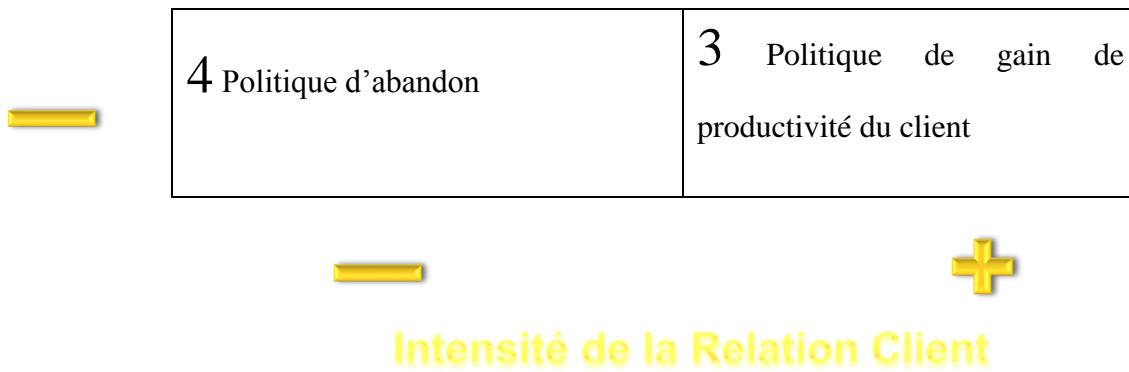 4 Politique d’abandon
3 Politique de gain de
productivité du client
Intensité de la Relation Client